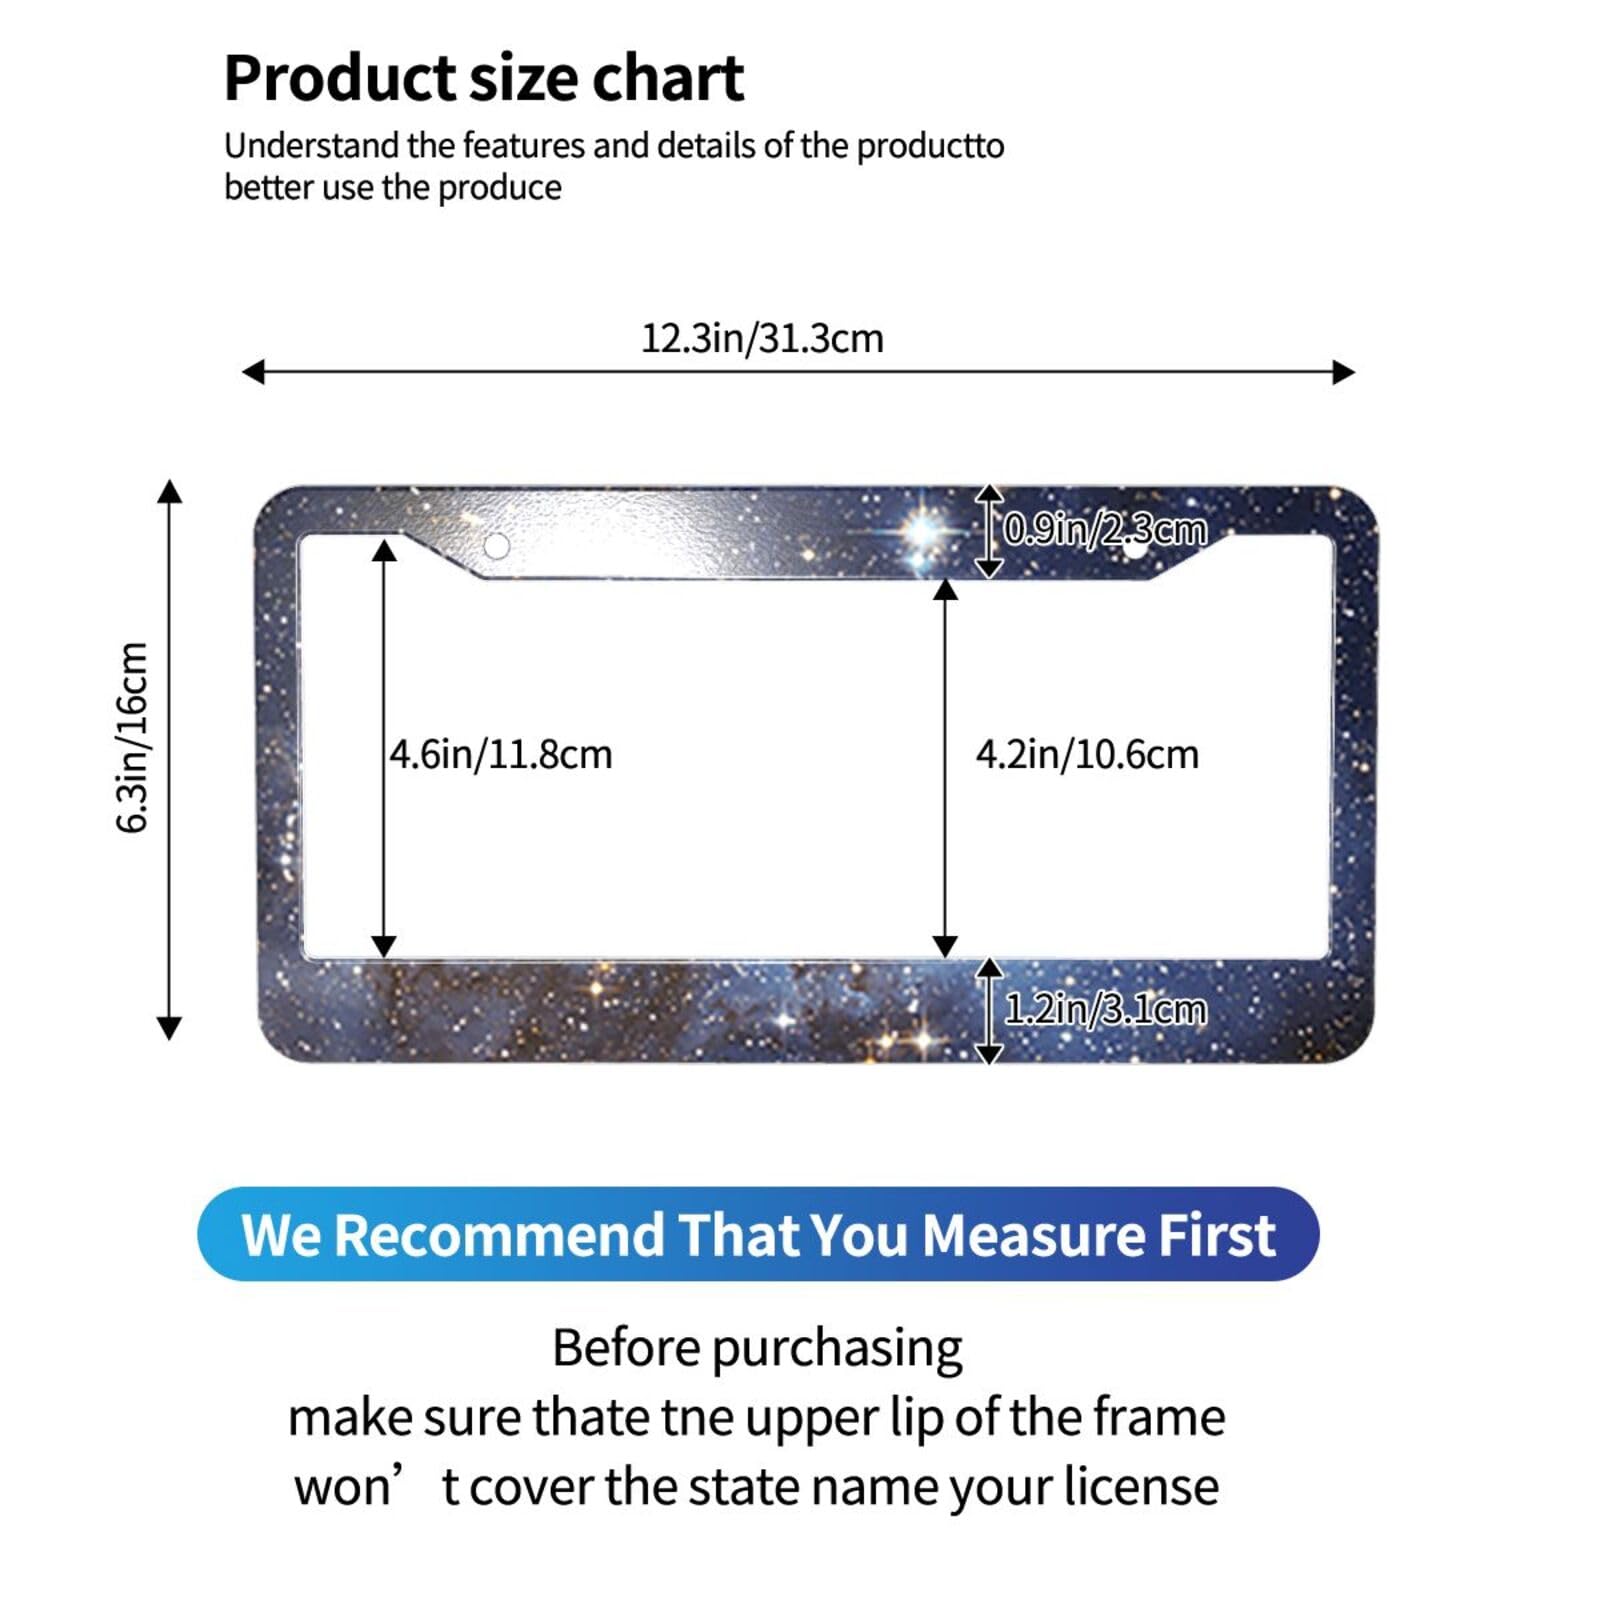 Product size chart
Understand the features and details of the productto
better use the produce
12.3in/31.3cm
0.9in/2.3cm
6.3in/16cm
4.6in/11.8cm
4.2in/10.6cm
1.2in/3.1cm
We Recommend That You Measure First
Before purchasing
make sure thate tne upper lip of the frame
won’ t cover the state name your license